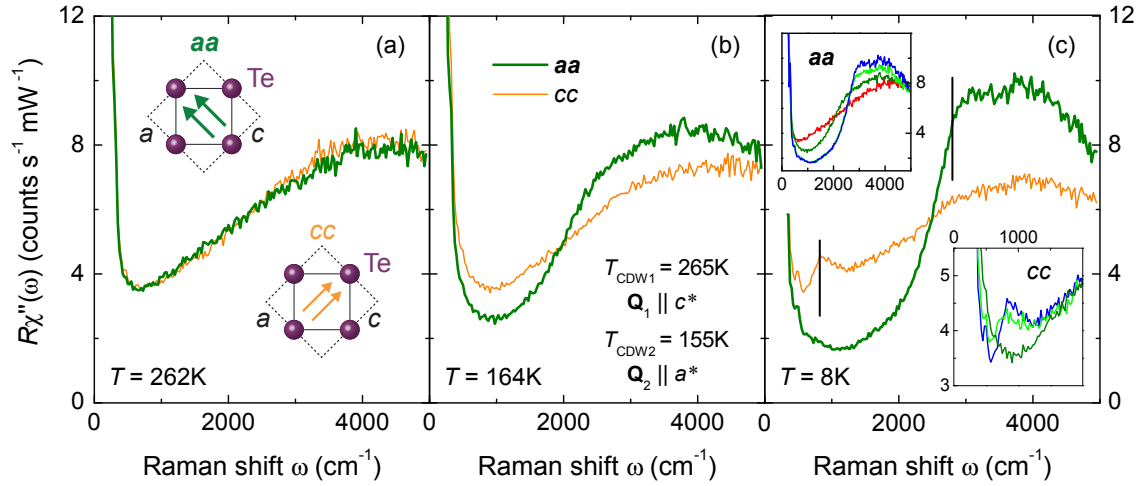 12
8
4
0
Rχ"(ω) (counts s⁻¹ mW⁻¹)
(a)
aa
Te
a
c
cc
Te
a
c
T = 262K
0 2000 4000
Raman shift ω (cm⁻¹)
(b)
aa
cc
T_CDW1 = 265K
Q₁ || c*
T_CDW2 = 155K
Q₂ || a*
T = 164K
0 2000 4000
Raman shift ω (cm⁻¹)
(c)
aa
8
4
0 2000 4000
0 1000
cc
5
4
3
T = 8K
0 2000 4000
Raman shift ω (cm⁻¹)
12
8
4
0